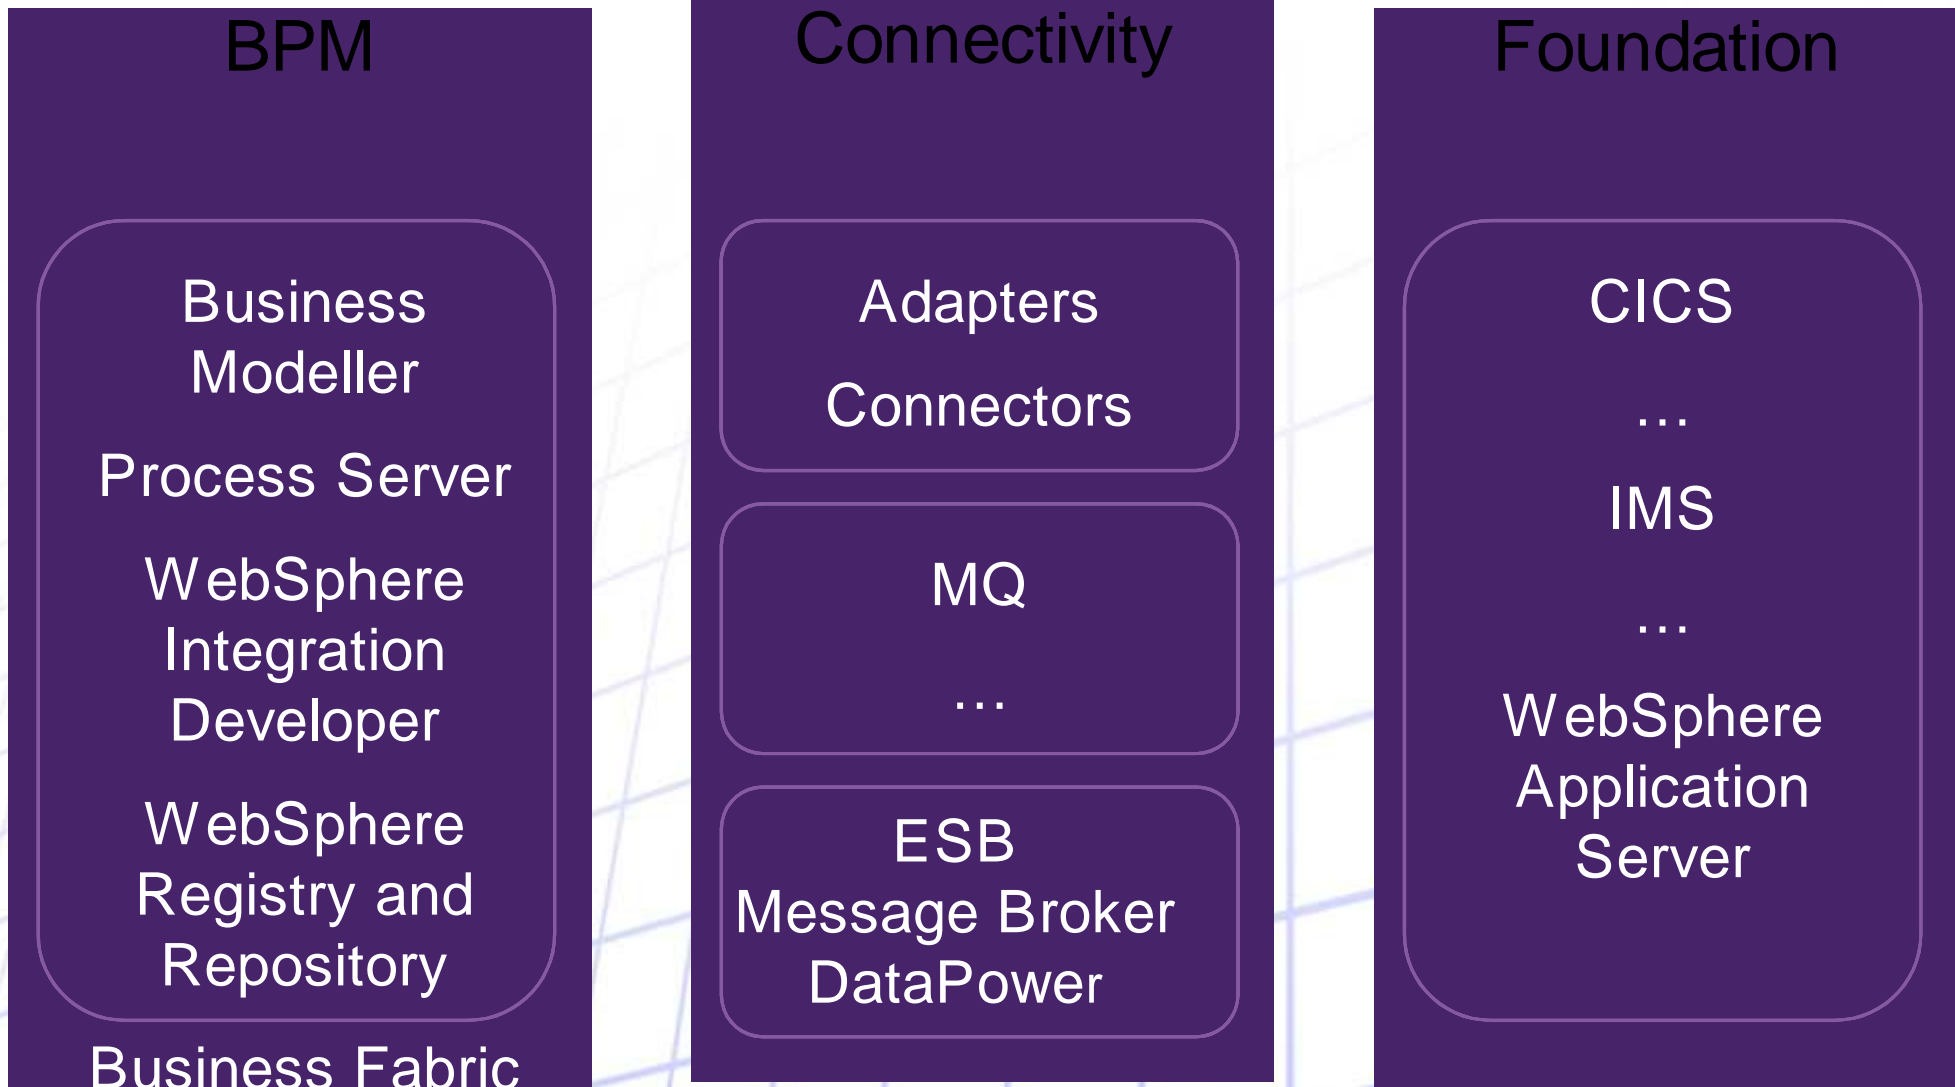 BPM
Business
Modeller
Process Server
WebSphere
Integration
Developer
WebSphere
Registry and
Repository
Business Fabric
Connectivity
Adapters
Connectors
MQ
…
ESB
Message Broker
DataPower
Foundation
CICS
…
IMS
…
WebSphere
Application
Server